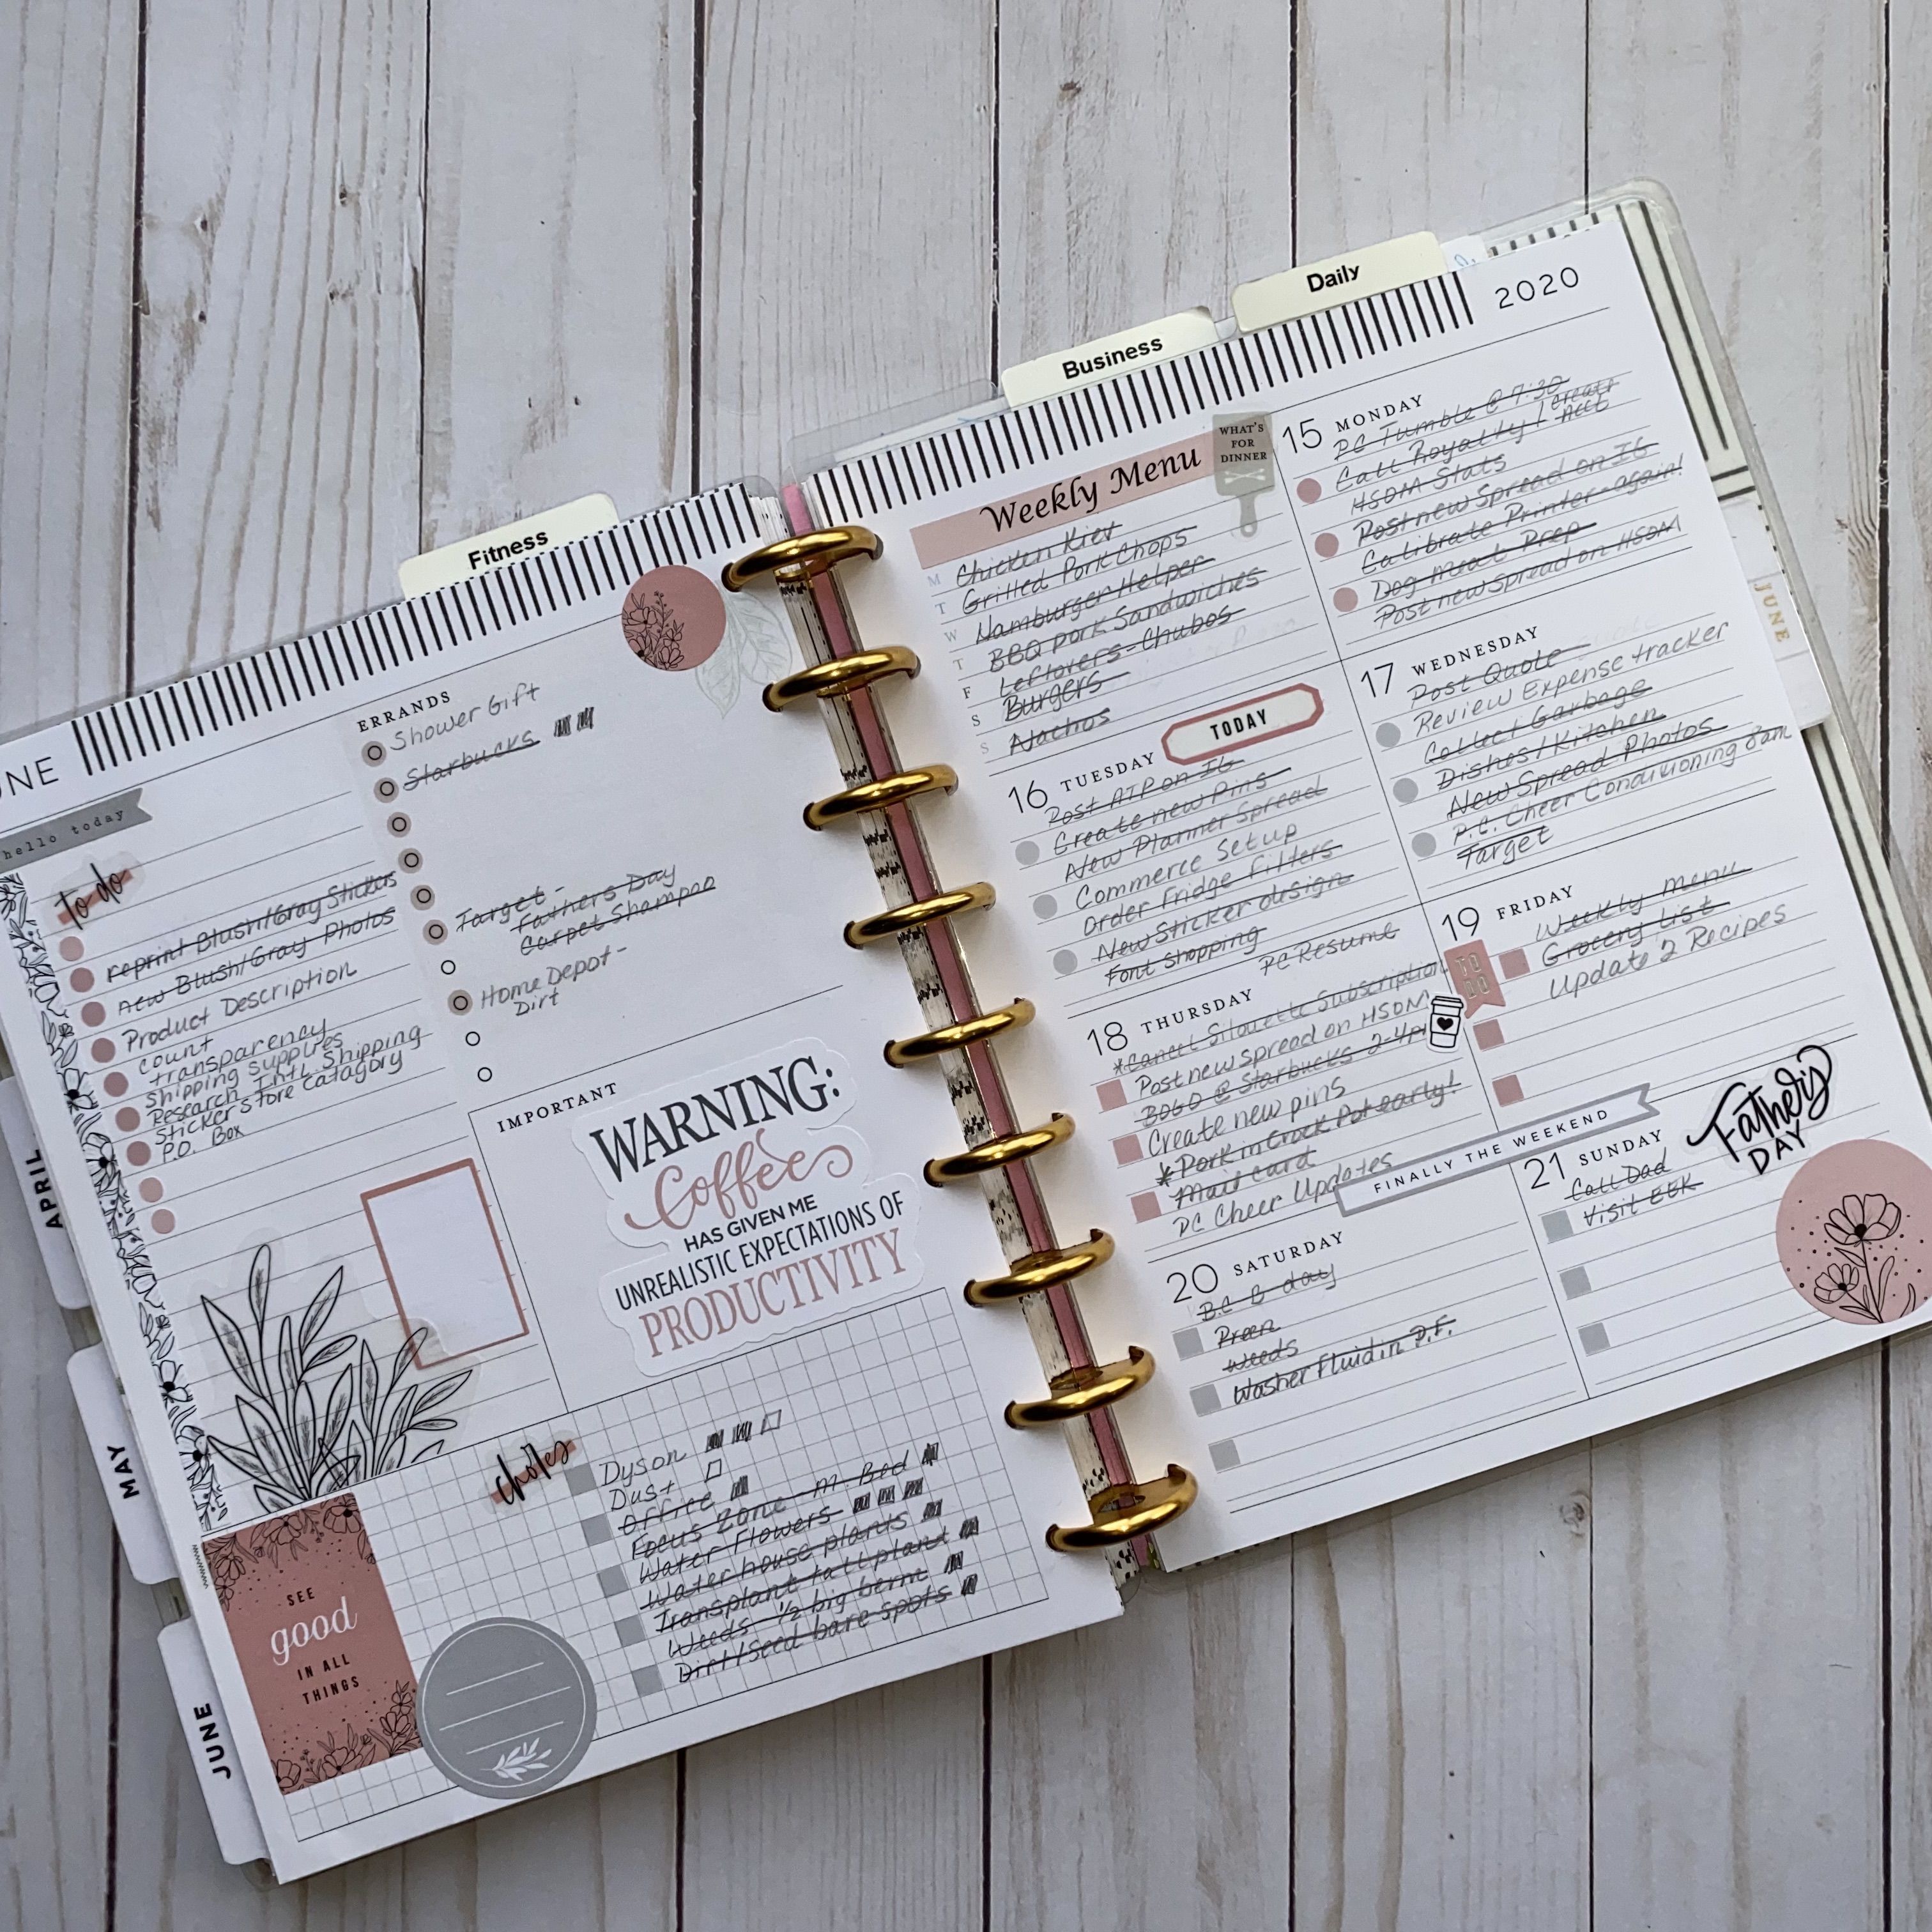 Fitness
Business
Daily
UNE
hello today
to do
reprint Blush/Gray Stickers
new Blush/Gray Photos
Product Description
count
transparency
Shipping supplies
Research Intl. Shipping
Sticker store Catagory
P.O. Box
ERRANDS
Shower Gift
Starbucks
Target -
Fathers Day
Carpet Shampoo
Home Depot -
Dirt
IMPORTANT
WARNING:
Coffee
HAS GIVEN ME
UNREALISTIC EXPECTATIONS OF
PRODUCTIVITY
SEE
good
IN ALL
THINGS
chores
Dyson
Dust
Office
Focus Zone - M. Bed
Water Flowers -
Water house plants
Transplant tall plant
Weeds - 1/2 big berm
Dirt/Seed bare spots
APRIL
MAY
JUNE
2020
Weekly Menu
WHAT'S
FOR
DINNER
M Chicken Kiev
T Grilled Pork Chops
W Hamburger Helper
T BBQ pork Sandwiches
F Leftovers - Chubos
S Burgers
S Nachos
15 MONDAY
PC Tumble @ 7:30
Call Royalty / Create Acct
HSOM Stats
Post new Spread on IG
Calibrate Printer - again!
Dog meat Prep
Post new spread on HSOM
TODAY
16 TUESDAY
Post ATP on IG
Create new Pins
New Planner Spread
Commerce Setup
Order Fridge Filters
New Sticker design
Font Shopping
PC Resume
17 WEDNESDAY
Post Quote
Review Expense tracker
Collect Garbage
Dishes/Kitchen
New Spread Photos
P.C. Cheer Conditioning 8am
Target
18 THURSDAY
*Cancel Silouette Subscription
Post new spread on HSOM
BOGO @ Starbucks 2-4p
Create new pins
*Pork in Crock Pot early!
Mail card
PC Cheer Updates
19 FRIDAY
TO
DO
Weekly menu
Grocery List
Update 2 Recipes
FINALLY THE WEEKEND
20 SATURDAY
B.C B-day
Preen
weeds
Washer fluid in P.F.
21 SUNDAY
Call Dad
Visit EEK
Father's
DAY
JUNE